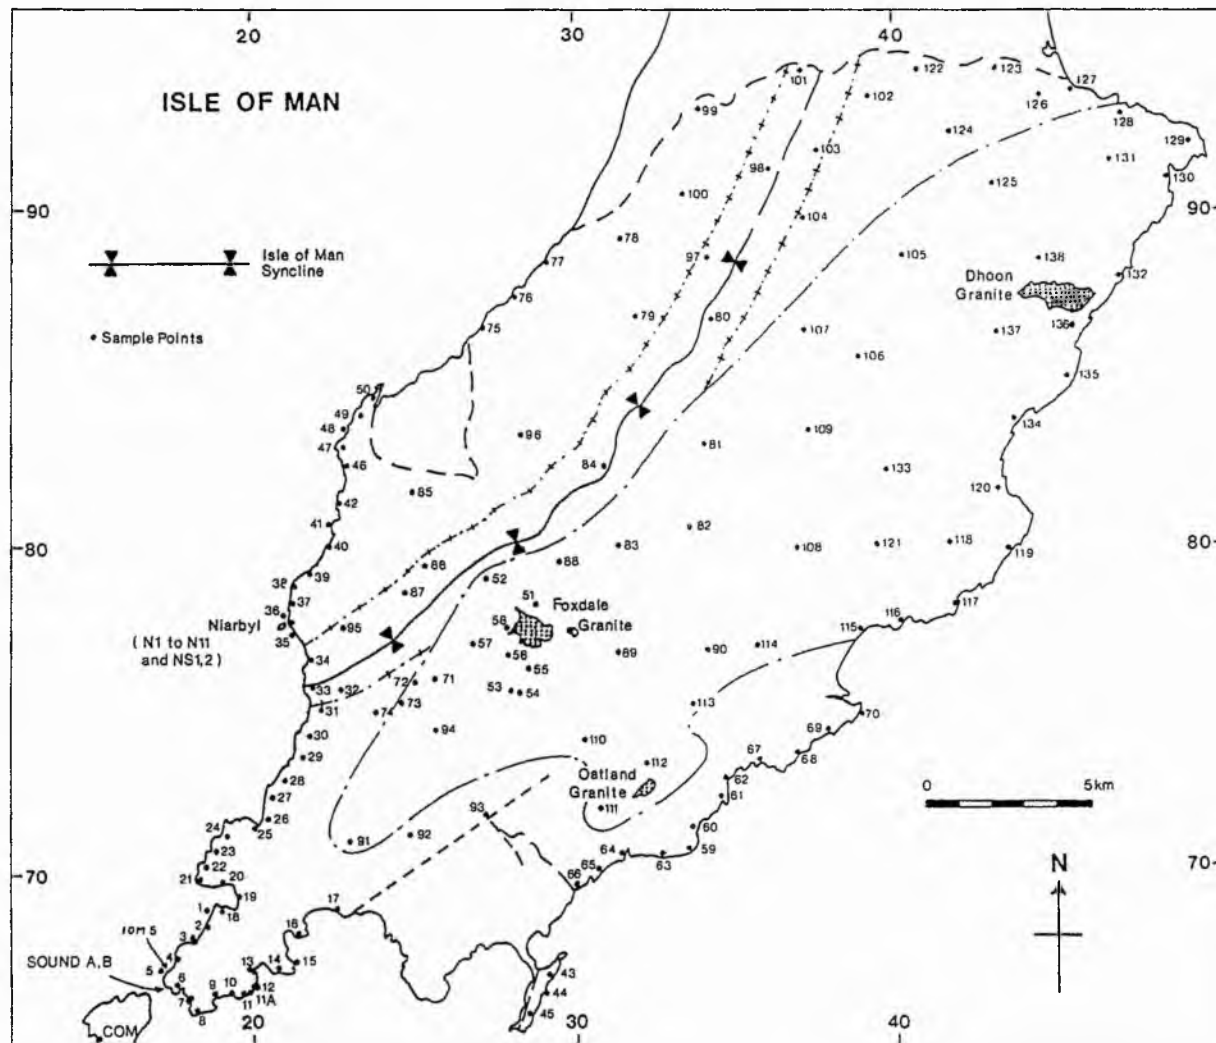 20 30 40
ISLE OF MAN
101 122 123
99 102 126 127
128
124 129
103 131
98 130
100 125
90 104 90
78
97 105 138
Isle of Man
Syncline
77 132
Dhoon
Granite
76
79 80 136
Sample Points 75 107 137
106
135
50
49 134
48 96 109
47 81
46 84 133
85 120
42
41 82
80 40 83 108 121 118 119 80
88
86
39 52
38 87 51
37 117
36 Foxdale
Granite
116
Niarbyl 95 58 115
35 57 114
( N1 to N11
and NS1,2 )
56 89 90
34 55
72 71
33 32 53 54
73 113
31 74 70
94 69
30 110
29 112 67 68
28 Oatland
Granite
62
27 61
93 111
26
24 25 92 60
91
23 64 63 59
22 65
70 21 20 66 70
19
1 18 17
2
IOM 5 3 16
4
SOUND A,B 5 13 14 15 43
6 12
9 10 11 11A 44
7
8 45
COM
0 5km
N
20 30 40